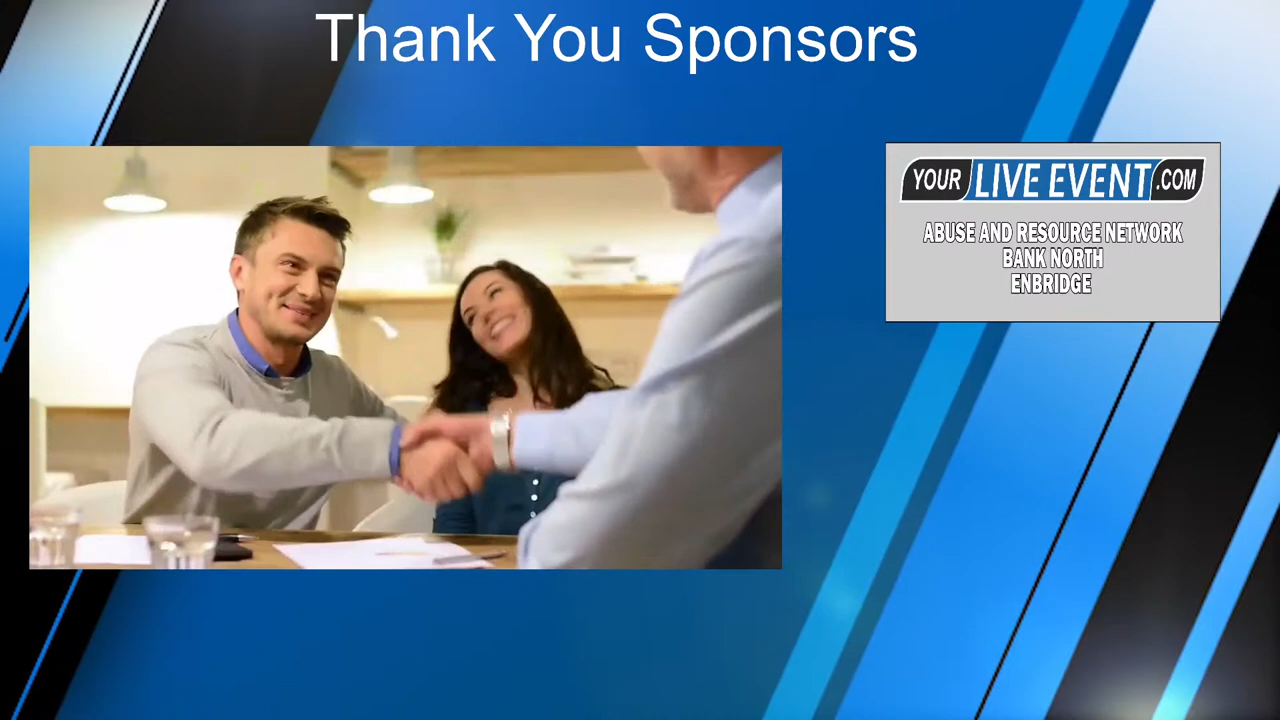 Thank You Sponsors
YOUR LIVE EVENT .COM
ABUSE AND RESOURCE NETWORK
BANK NORTH
ENBRIDGE